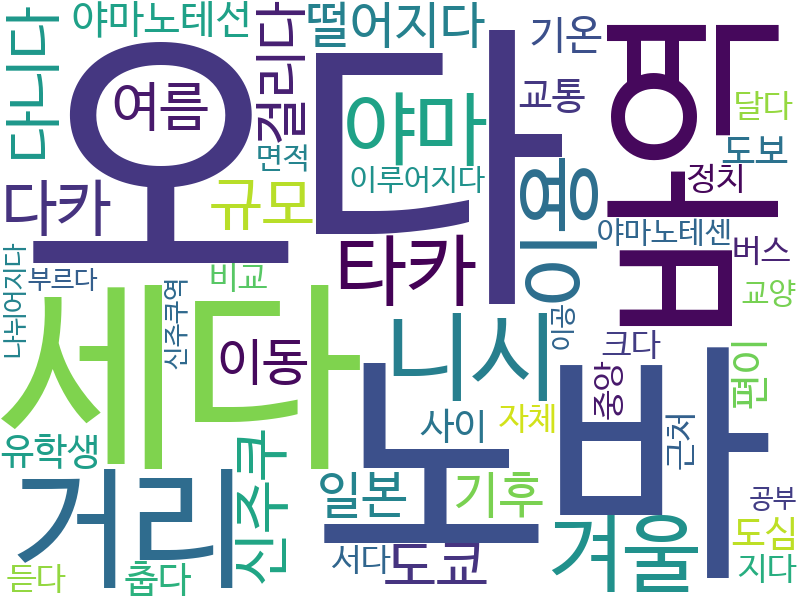 야마노테선
떨어지다
기온
다니다
걸리다
오다
바역
여름
야마
교통
달다
도보
면적
이루어지다
이용
정치
다카
규모
타카
야마노테센
버스
나뉘어지다
부르다
비교
신주쿠역
교양
세다
이동
니시
이공
크다
편이
노바
중앙
사이
자체
근처
유학생
신주쿠
거리
일본
기후
공부
겨울
도심
듣다
춥다
서다
도쿄
지다